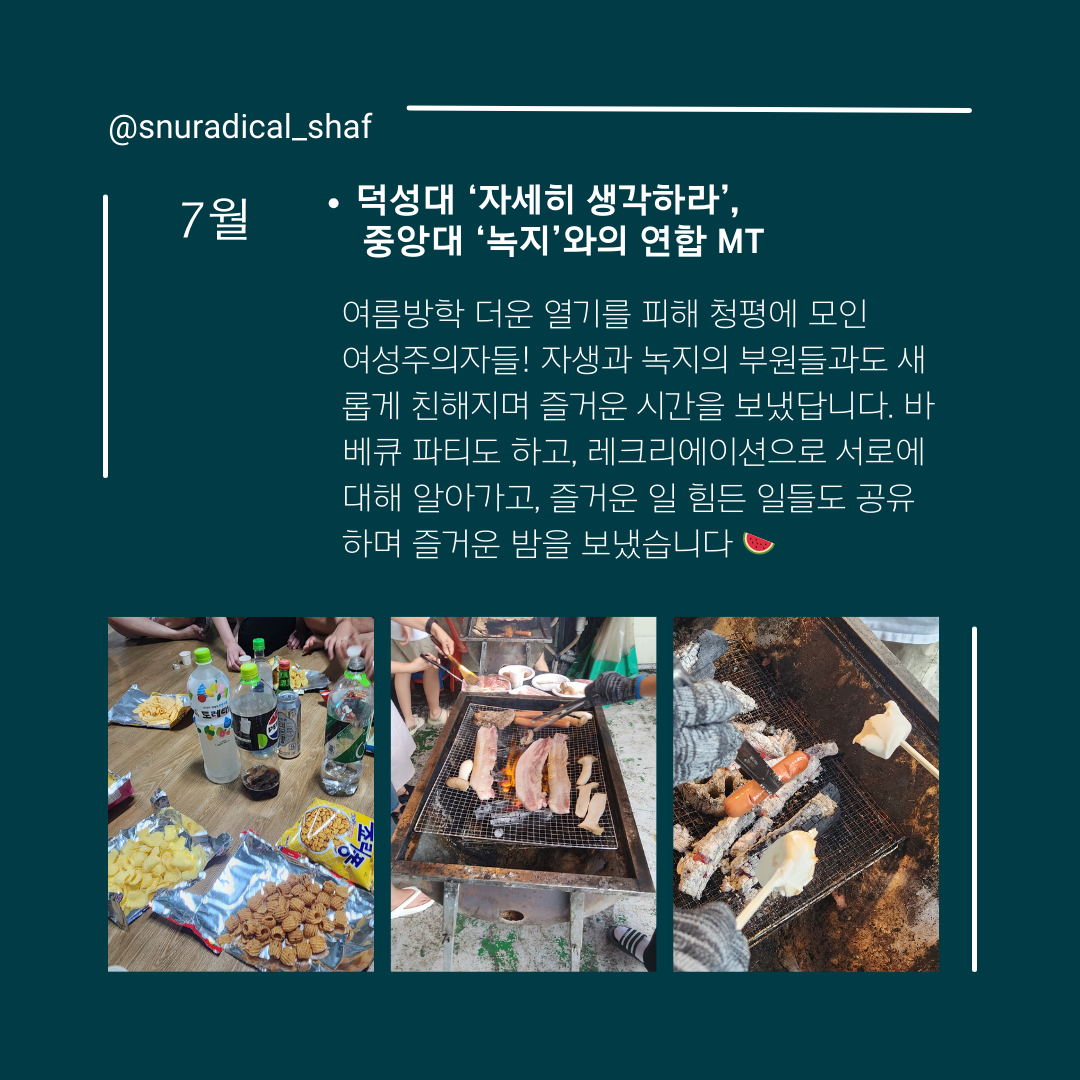 @snuradical_shaf
7월
• 덕성대 ‘자세히 생각하라’,
중앙대 ‘녹지’와의 연합 MT
여름방학 더운 열기를 피해 청평에 모인
여성주의자들! 자생과 녹지의 부원들과도 새
롭게 친해지며 즐거운 시간을 보냈답니다. 바
베큐 파티도 하고, 레크리에이션으로 서로에
대해 알아가고, 즐거운 일 힘든 일들도 공유
하며 즐거운 밤을 보냈습니다 🍉
토레타
조리퐁